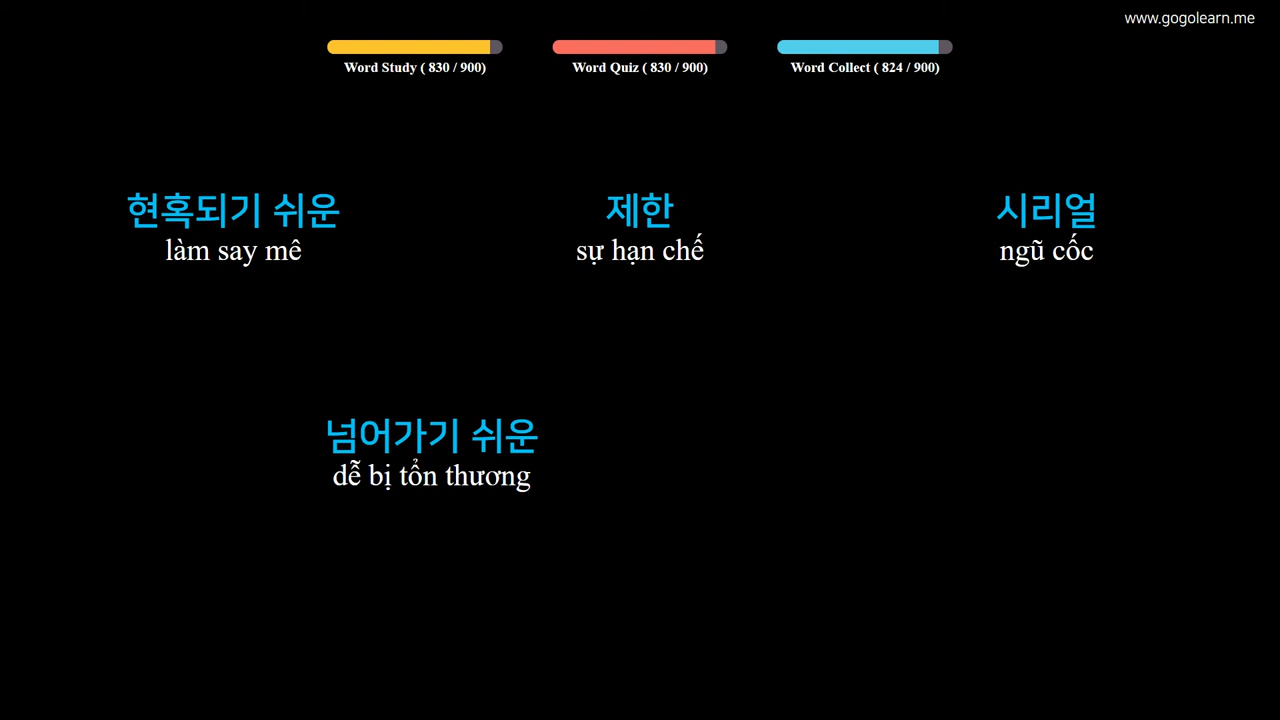 www.gogolearn.me
Word Study ( 830 / 900)
Word Quiz ( 830 / 900)
Word Collect ( 824 / 900)
현혹되기 쉬운
làm say mê
제한
sự hạn chế
시리얼
ngũ cốc
넘어가기 쉬운
dễ bị tổn thương